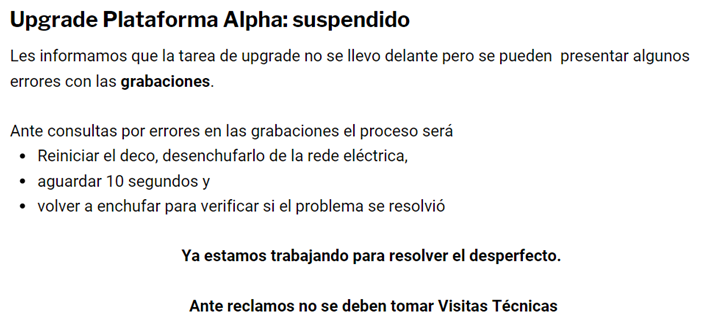 Upgrade Plataforma Alpha: suspendido
Les informamos que la tarea de upgrade no se llevo delante pero se pueden presentar algunos
errores con las grabaciones.
Ante consultas por errores en las grabaciones el proceso será
• Reiniciar el deco, desenchufarlo de la red eléctrica,
• aguardar 10 segundos y
• volver a enchufar para verificar si el problema se resolvió
Ya estamos trabajando para resolver el desperfecto.
Ante reclamos no se deben tomar Visitas Técnicas